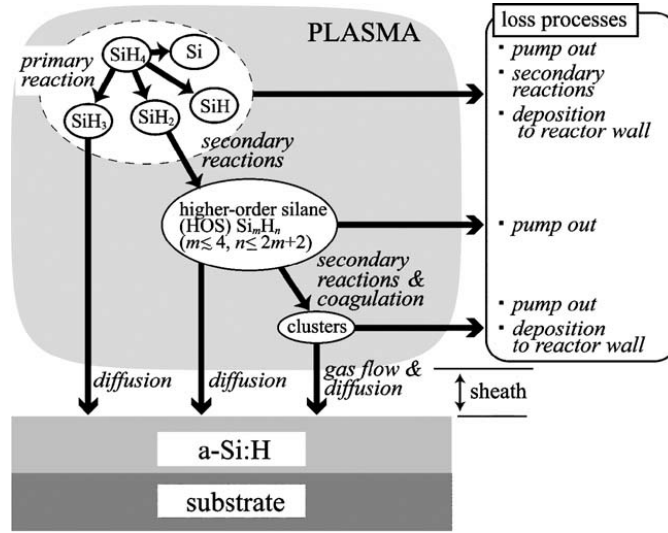 PLASMA
primary
reaction
SiH₄
Si
SiH
SiH₃
SiH₂
secondary
reactions
higher-order silane
(HOS) SiₘHₙ
(m≤ 4, n≤ 2m+2)
secondary
reactions &
coagulation
clusters
diffusion
diffusion
gas flow &
diffusion
sheath
a-Si:H
substrate
loss processes
· pump out
· secondary
reactions
· deposition
to reactor wall
· pump out
· pump out
· deposition
to reactor wall